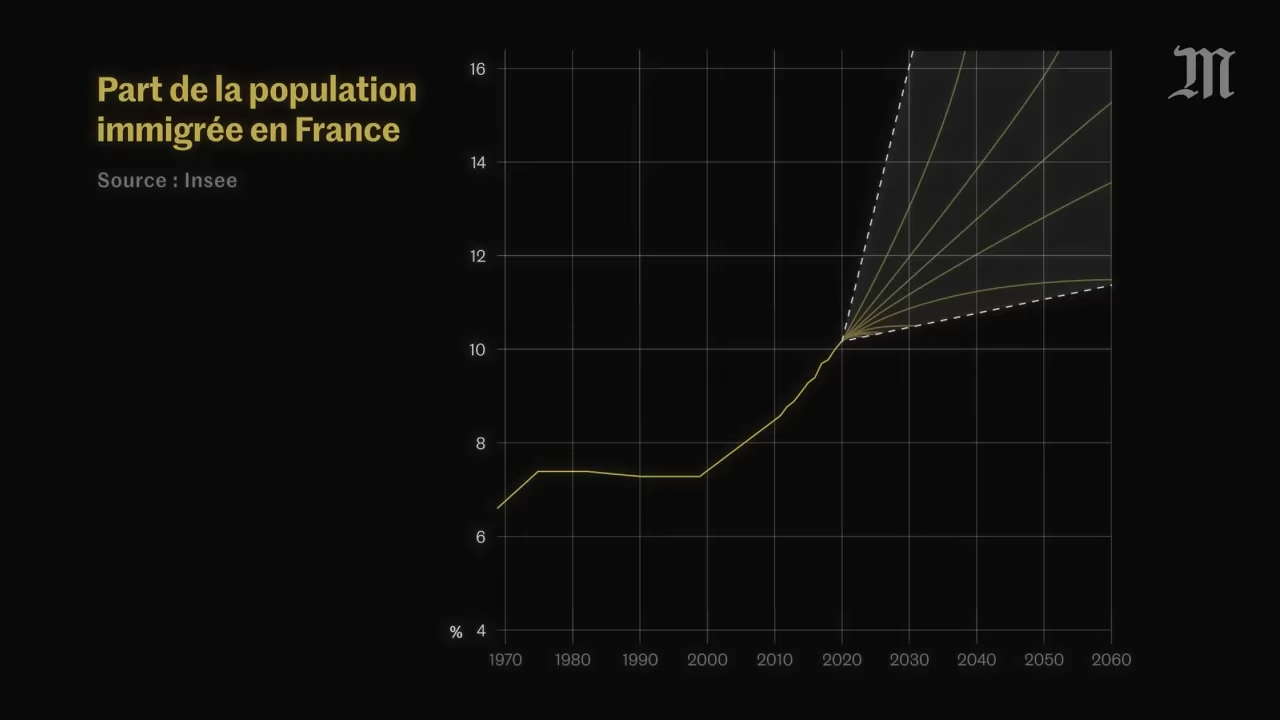 Part de la population
immigrée en France
Source : Insee
16
14
12
10
8
6
% 4
1970 1980 1990 2000 2010 2020 2030 2040 2050 2060
M